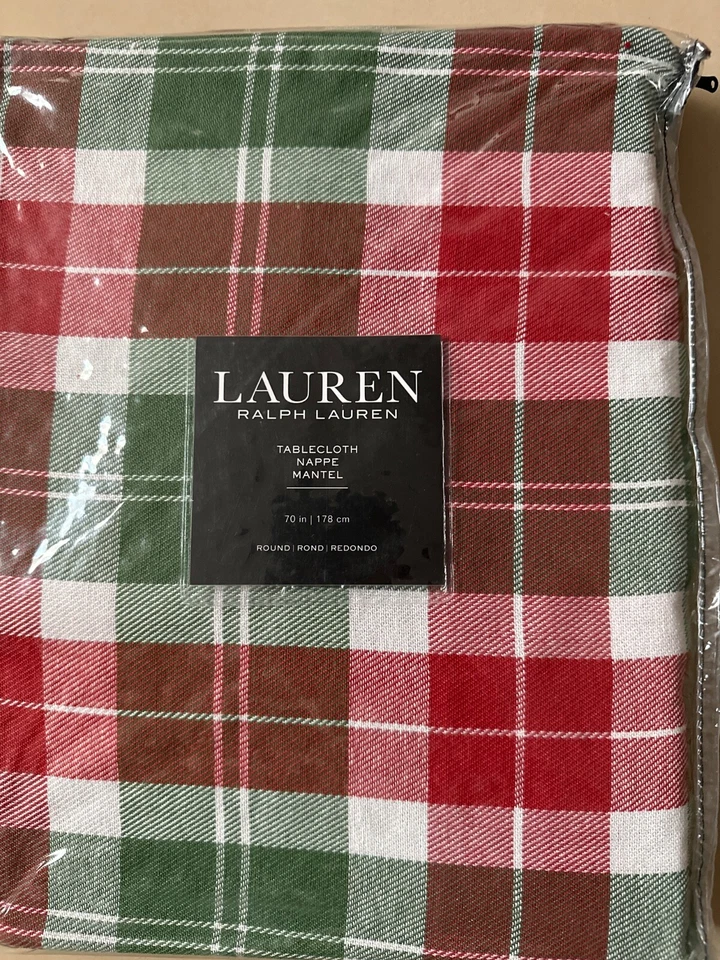 LAUREN
RALPH LAUREN
TABLECLOTH
NAPPE
MANTEL
70 in | 178 cm
ROUND | ROND | REDONDO